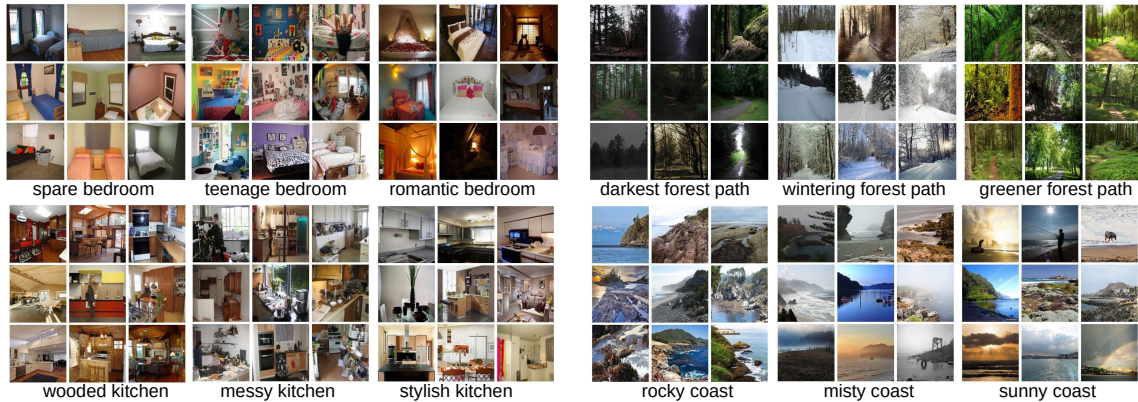 spare bedroom
teenage bedroom
romantic bedroom
darkest forest path
wintering forest path
greener forest path
wooded kitchen
messy kitchen
stylish kitchen
rocky coast
misty coast
sunny coast